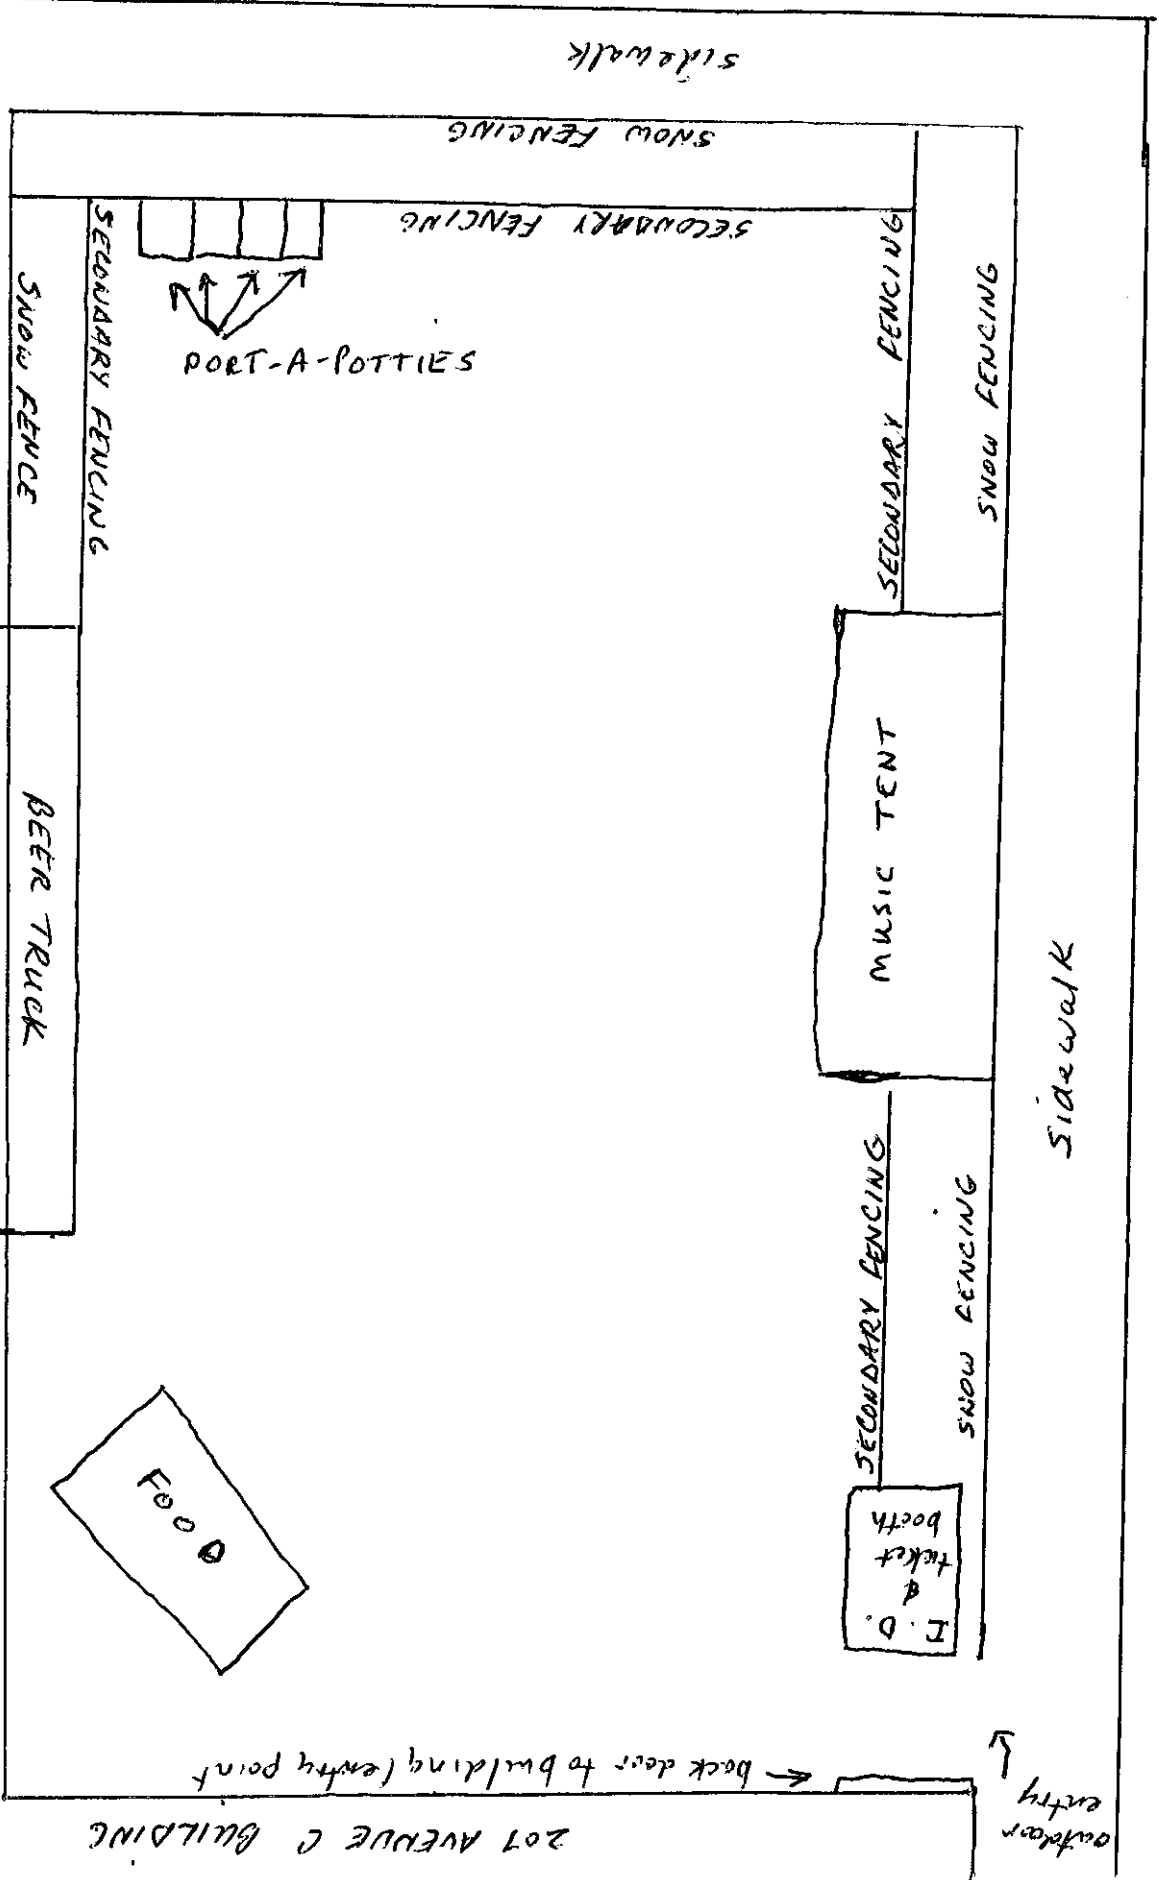 sidewalk
SNOW FENCING
SECONDARY FENCING
SECONDARY FENCING
SNOW FENCE
PORT-A-POTTIES
SECONDARY FENCING
SNOW FENCING
BEER TRUCK
MUSIC TENT
sidewalk
SECONDARY FENCING
SNOW FENCING
FOOD
I.D.
&
ticket
booth
back door to building/entry point
outdoor
entry
207 AVENUE C BUILDING